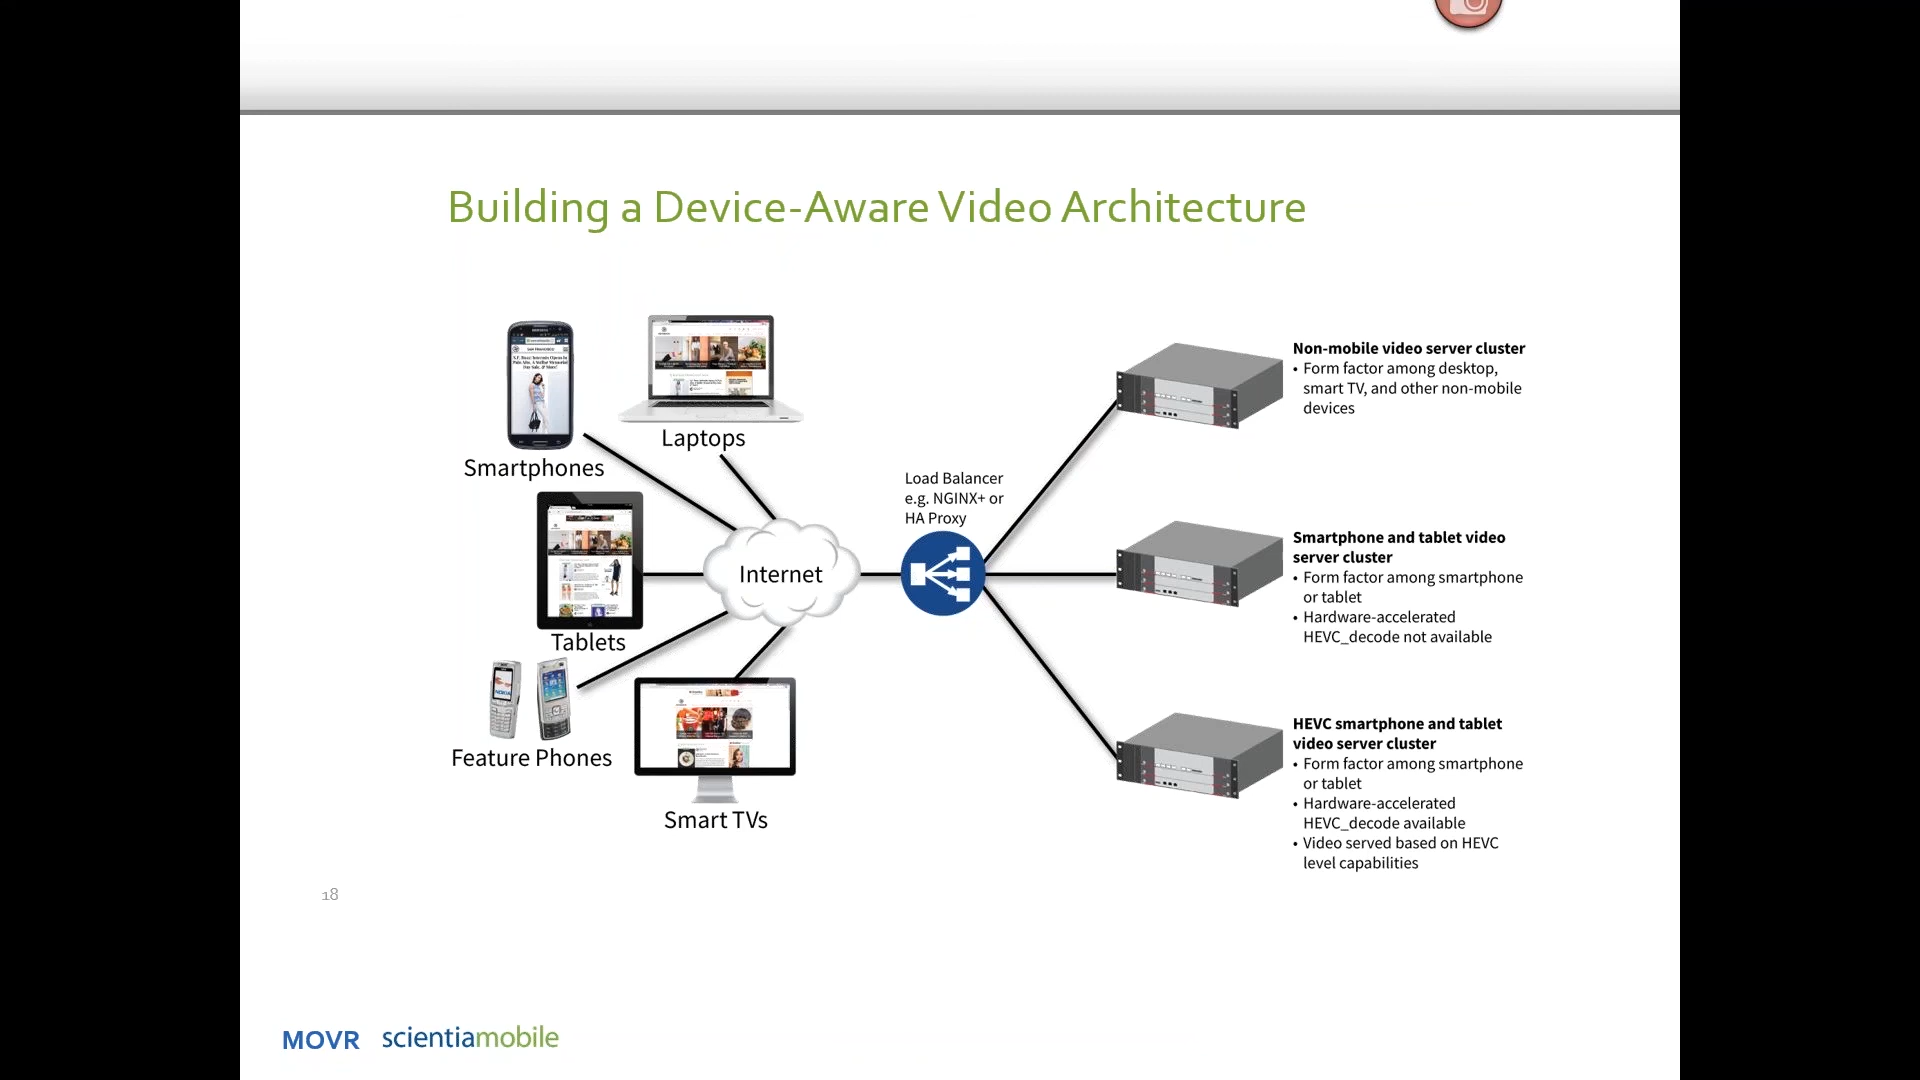 Building a Device-Aware Video Architecture
Smartphones
Laptops
Tablets
Feature Phones
Smart TVs
Internet
Load Balancer
e.g. NGINX+ or
HA Proxy
Non-mobile video server cluster
• Form factor among desktop,
smart TV, and other non-mobile
devices
Smartphone and tablet video
server cluster
• Form factor among smartphone
or tablet
• Hardware-accelerated
HEVC_decode not available
HEVC smartphone and tablet
video server cluster
• Form factor among smartphone
or tablet
• Hardware-accelerated
HEVC_decode available
• Video served based on HEVC
level capabilities
NOKIA
18
MOVR scientiamobile